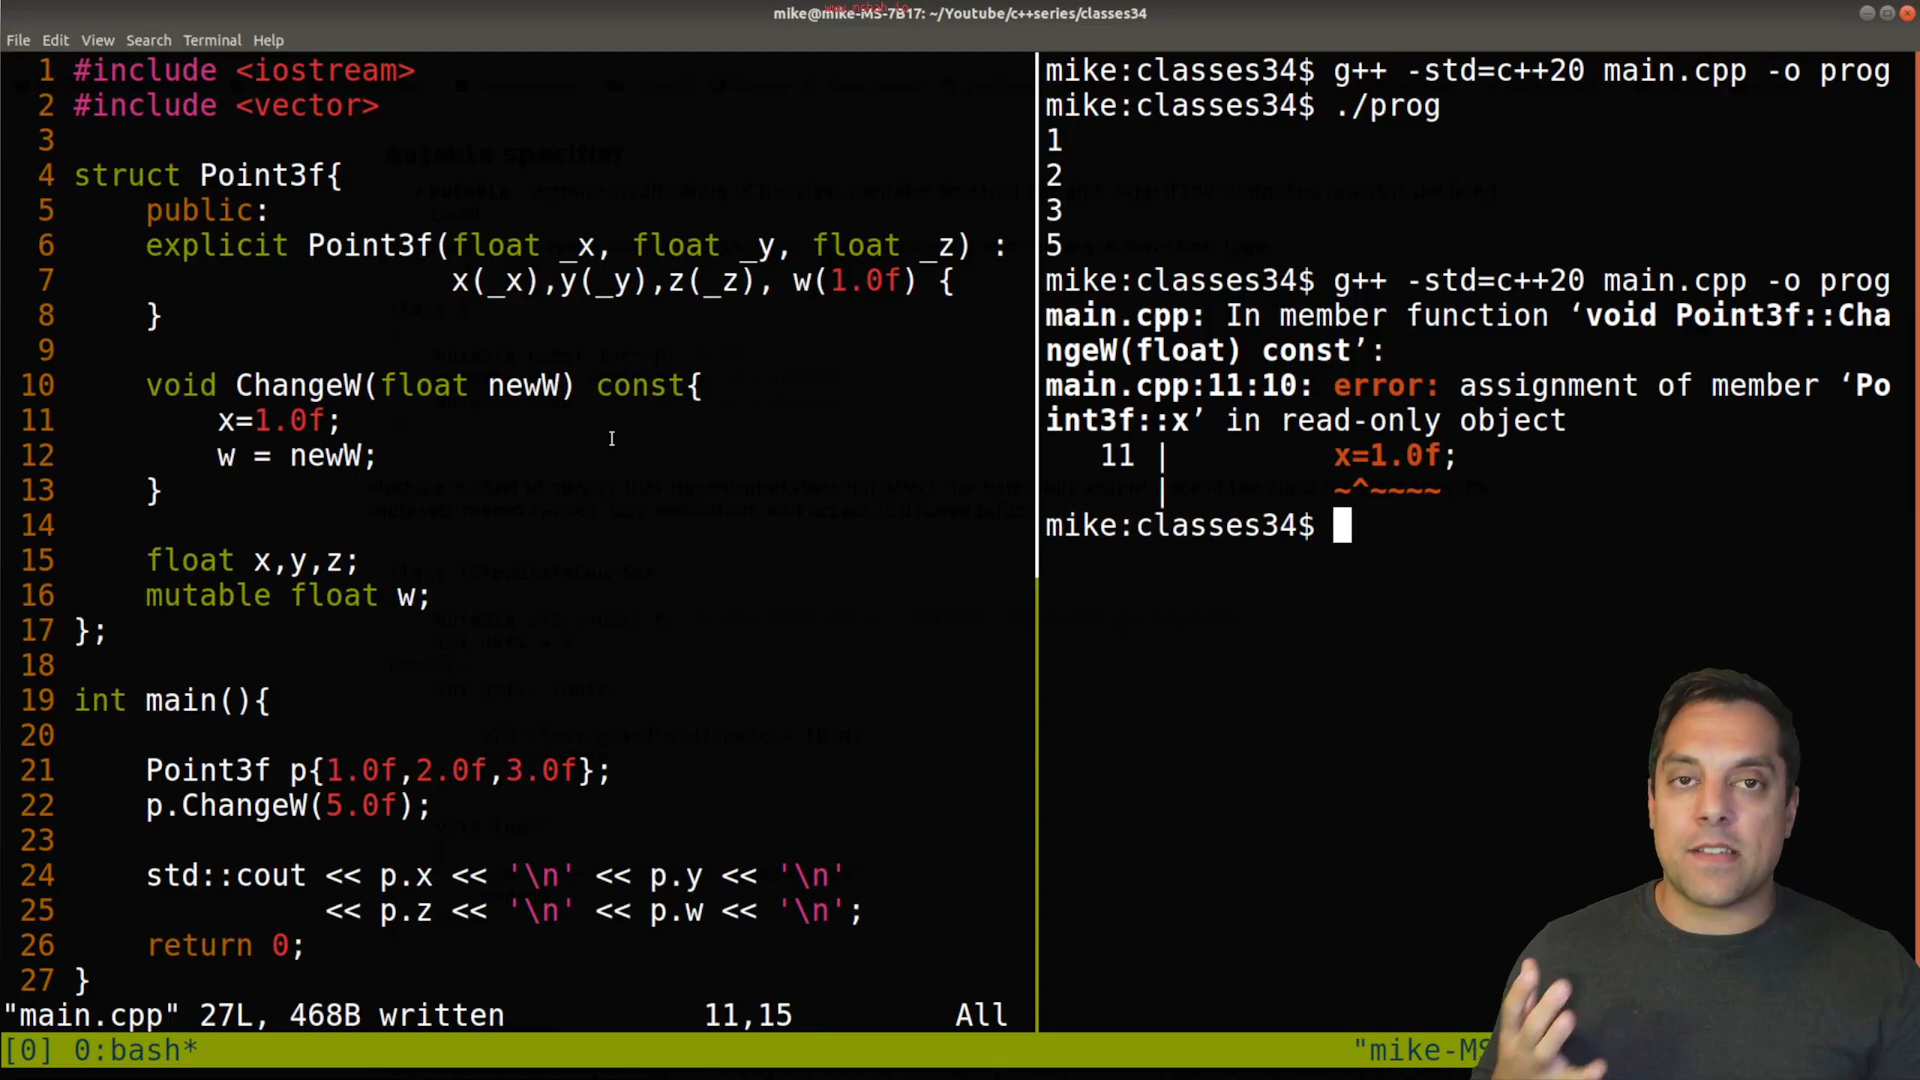 mike@mike-MS-7B17: ~/Youtube/c++series/classes34
File Edit View Search Terminal Help
1 #include <iostream>
2 #include <vector>
3
4 struct Point3f{
5 public:
6 explicit Point3f(float _x, float _y, float _z) :
7 x(_x),y(_y),z(_z), w(1.0f) {
8 }
9
10 void ChangeW(float newW) const{
11 x=1.0f;
12 w = newW;
13 }
14
15 float x,y,z;
16 mutable float w;
17 };
18
19 int main(){
20
21 Point3f p{1.0f,2.0f,3.0f};
22 p.ChangeW(5.0f);
23
24 std::cout << p.x << '\n' << p.y << '\n'
25 << p.z << '\n' << p.w << '\n';
26 return 0;
27 }
"main.cpp" 27L, 468B written 11,15 All
mike:classes34$ g++ -std=c++20 main.cpp -o prog
mike:classes34$ ./prog
1
2
3
5
mike:classes34$ g++ -std=c++20 main.cpp -o prog
main.cpp: In member function ‘void Point3f::Cha
ngeW(float) const’:
main.cpp:11:10: error: assignment of member ‘Po
int3f::x’ in read-only object
11 | x=1.0f;
| ~^~~~~
mike:classes34$
[0] 0:bash* "mike-MS